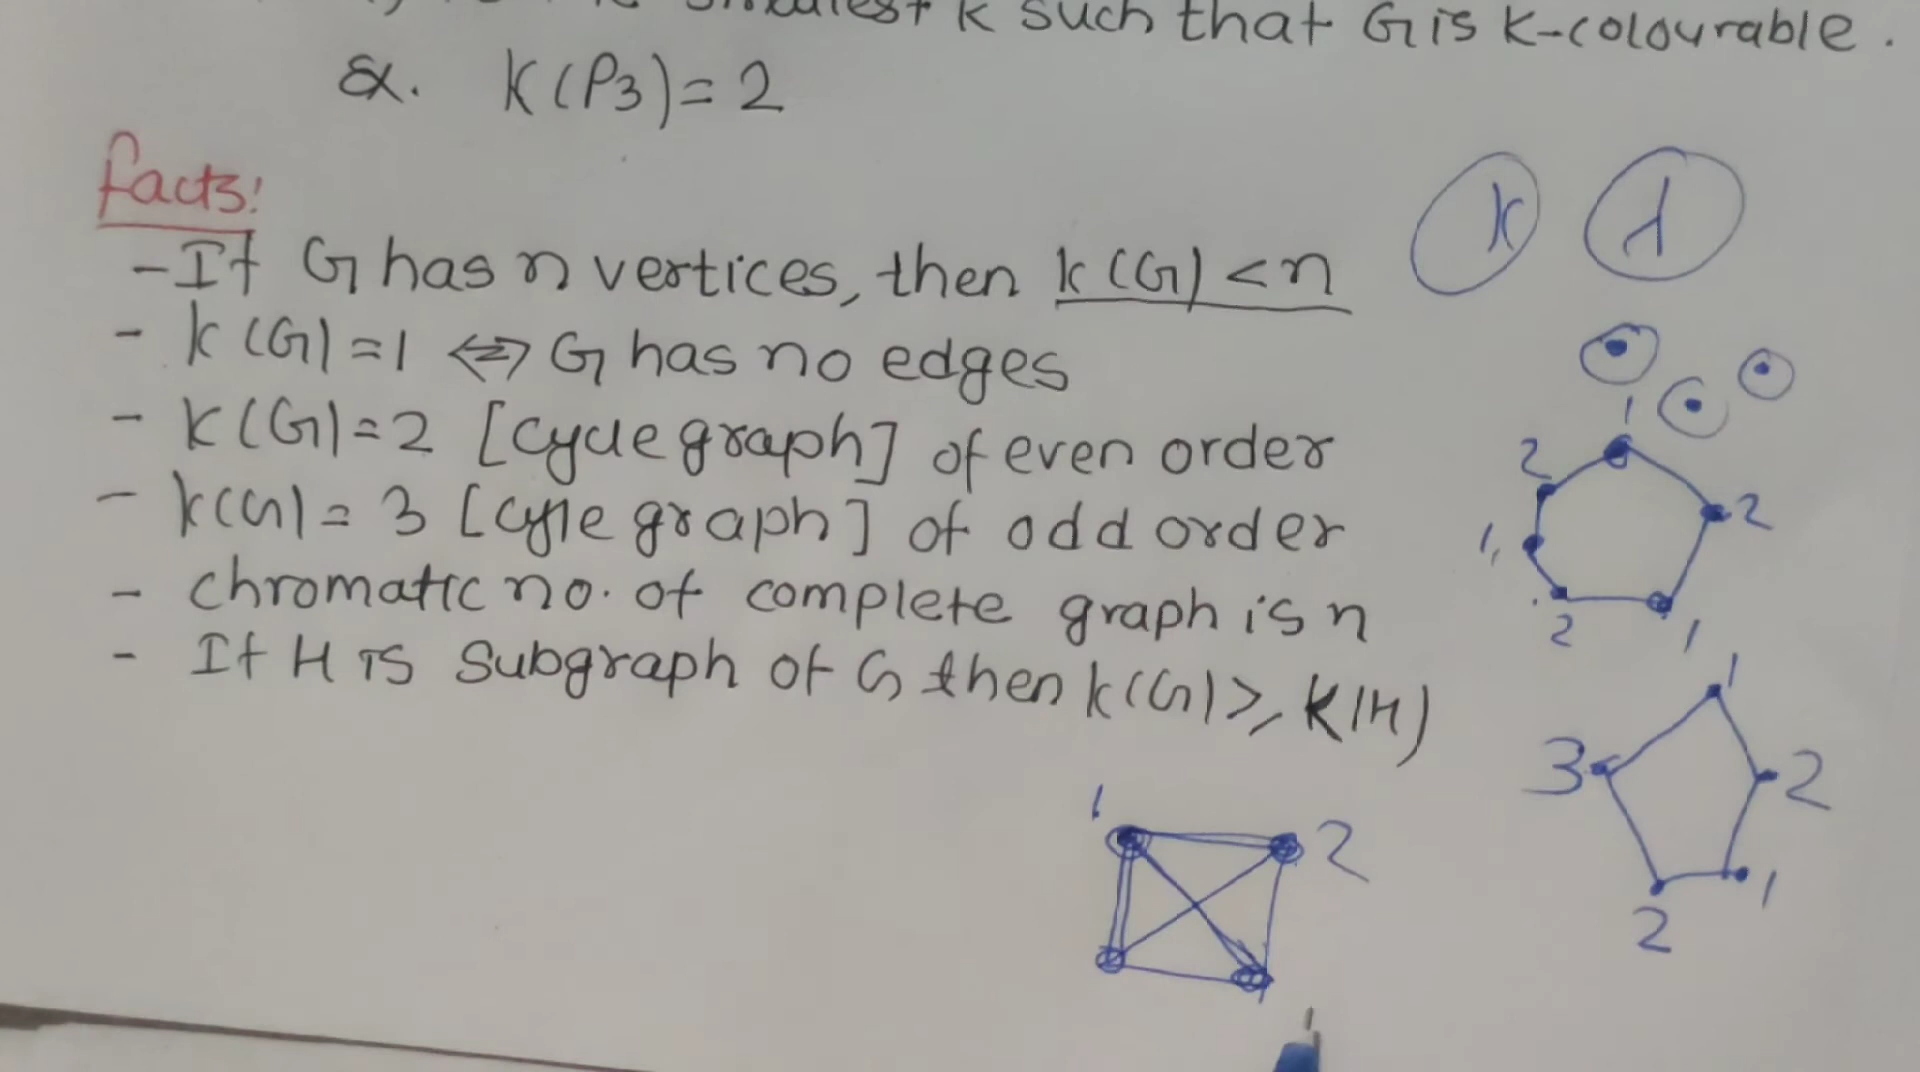 smallest k such that G is k-colourable.
Ex. k(P3) = 2
facts:
- If G has n vertices, then k(G) < n
k λ
- k(G) = 1 <=> G has no edges
- k(G) = 2 [cycle graph] of even order
- k(G) = 3 [cycle graph] of odd order
- chromatic no. of complete graph is n
- If H is subgraph of G then k(G) ≥ k(H)
1
2
2
1
2
1
1
3
2
1
2
1
2